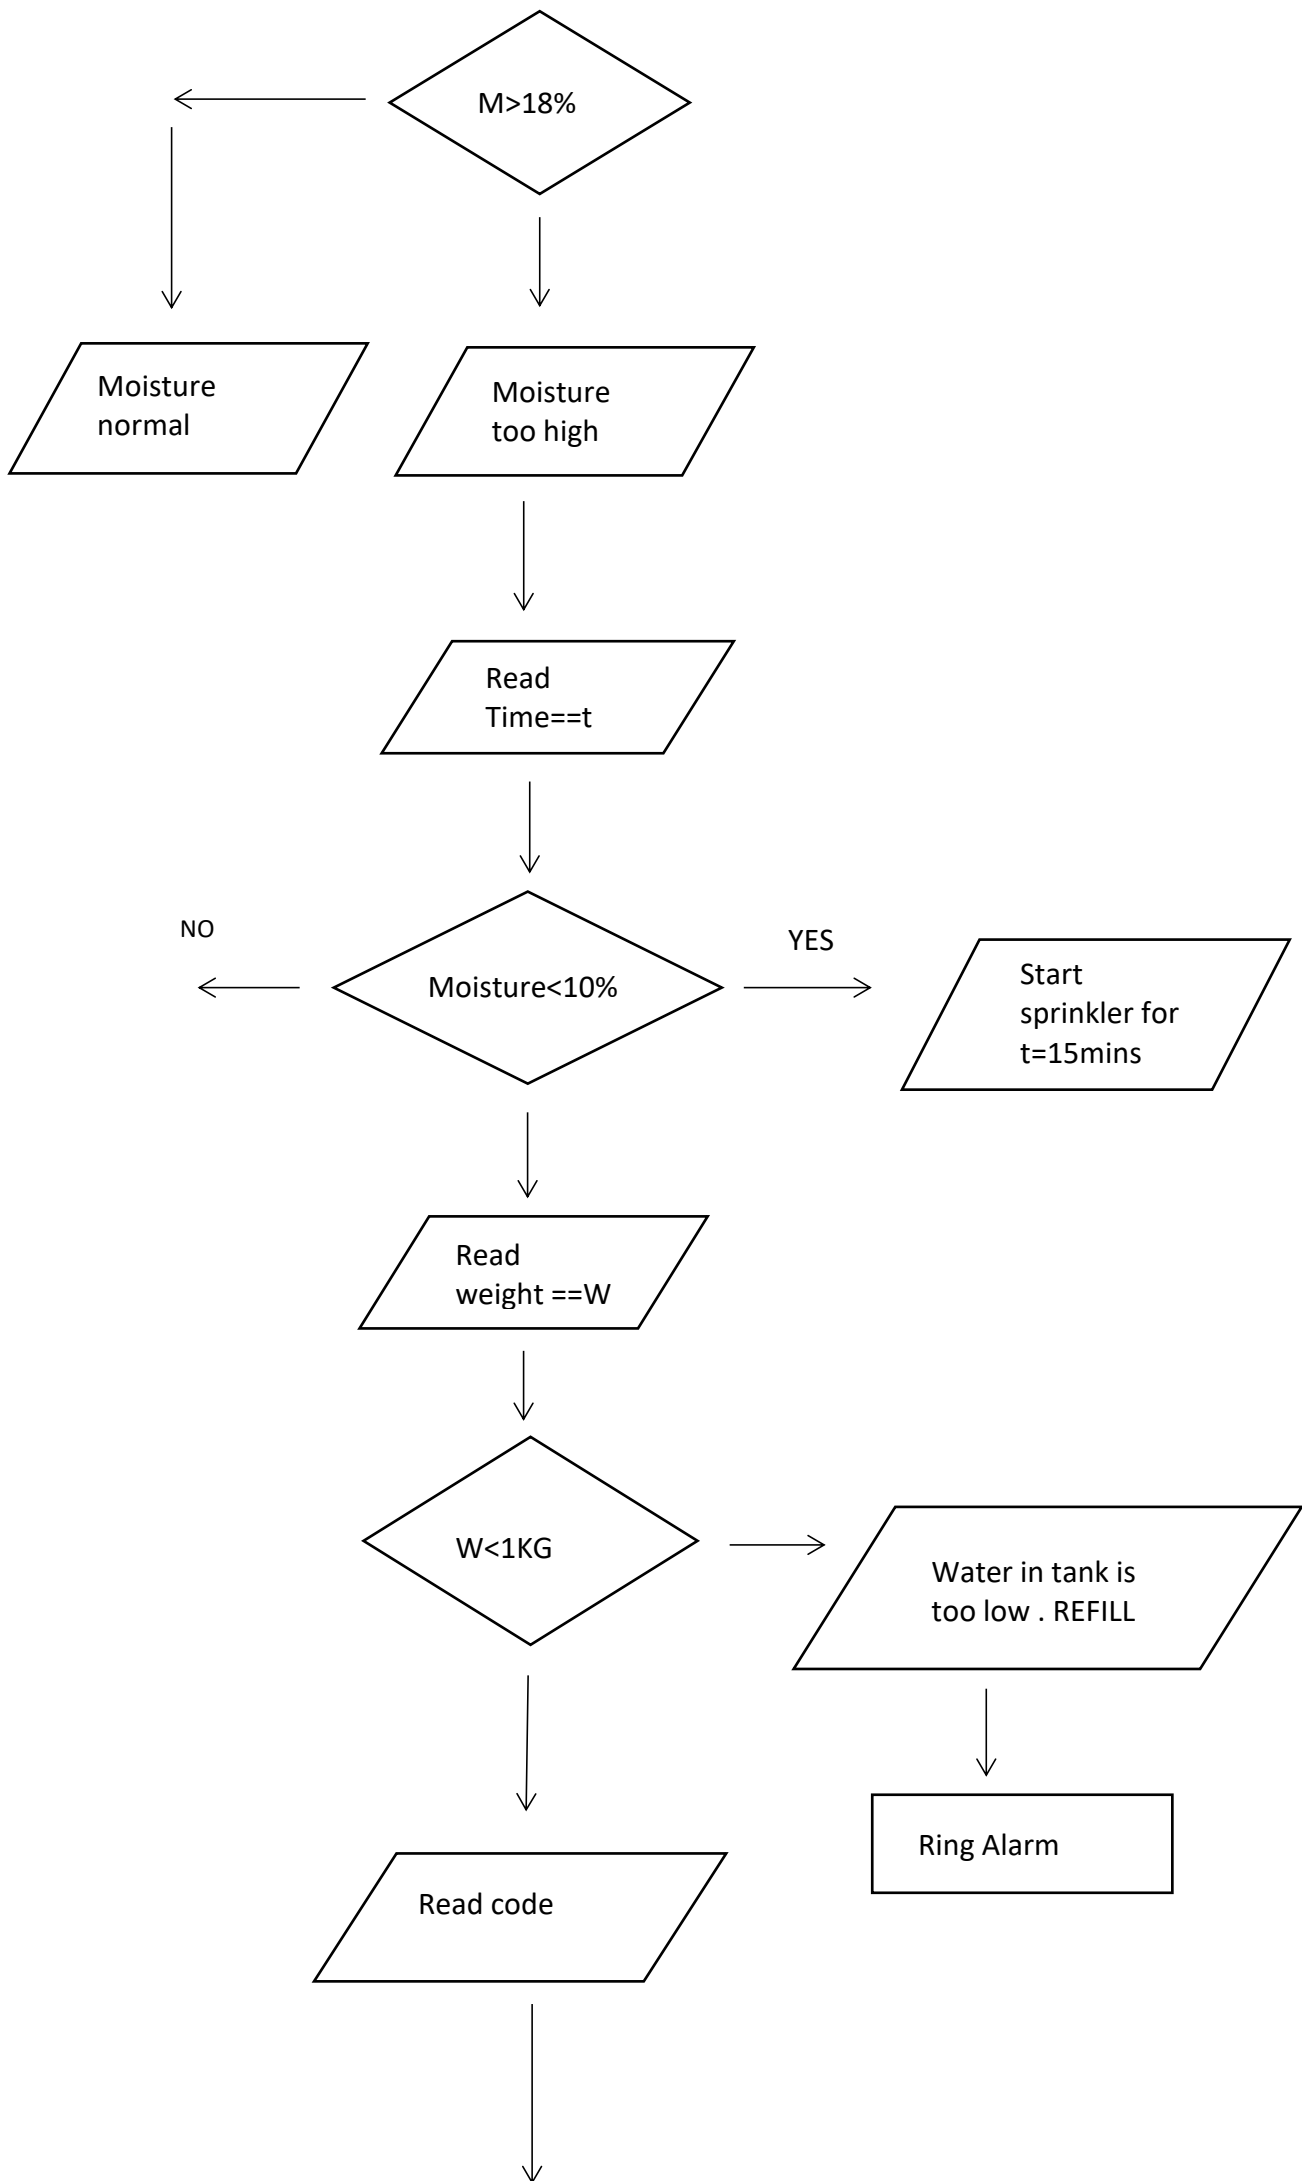 M>18%
Moisture
normal
Moisture
too high
Read
Time==t
NO
Moisture<10%
YES
Start
sprinkler for
t=15mins
Read
weight ==W
W<1KG
Water in tank is
too low . REFILL
Ring Alarm
Read code